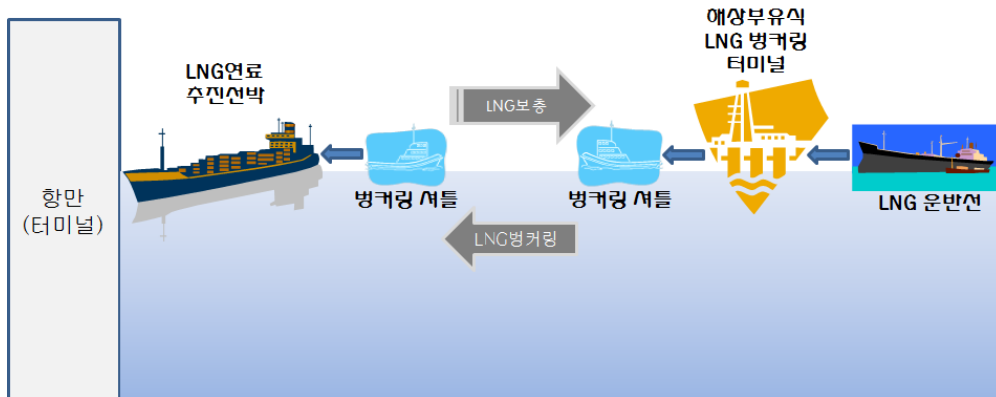 해상부유식
LNG 벙커링
터미널
LNG연료
추진선박
LNG보충
벙커링 셔틀
벙커링 셔틀
LNG 운반선
항만
(터미널)
LNG벙커링